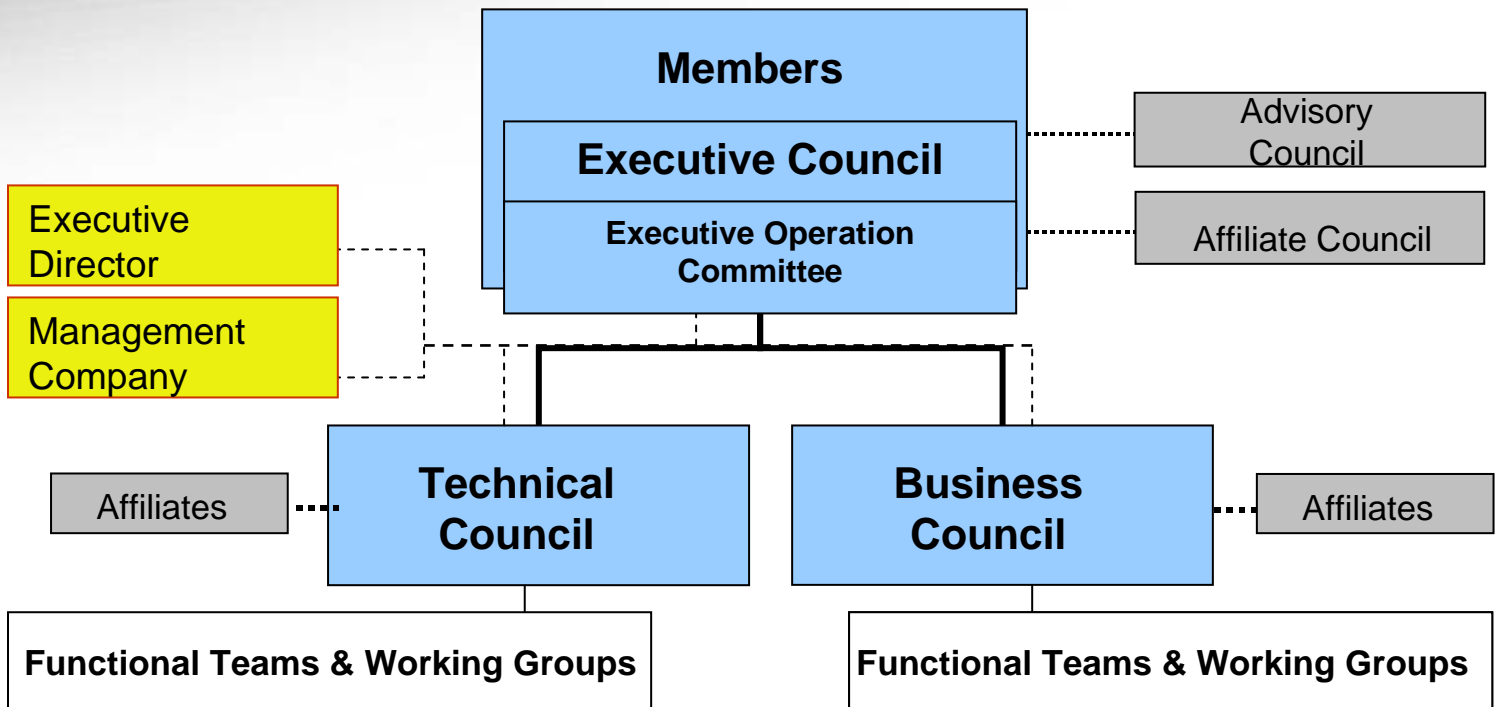 Members
Executive Council
Executive Operation
Committee
Advisory
Council
Affiliate Council
Executive
Director
Management
Company
Technical
Council
Business
Council
Affiliates
Affiliates
Functional Teams & Working Groups
Functional Teams & Working Groups